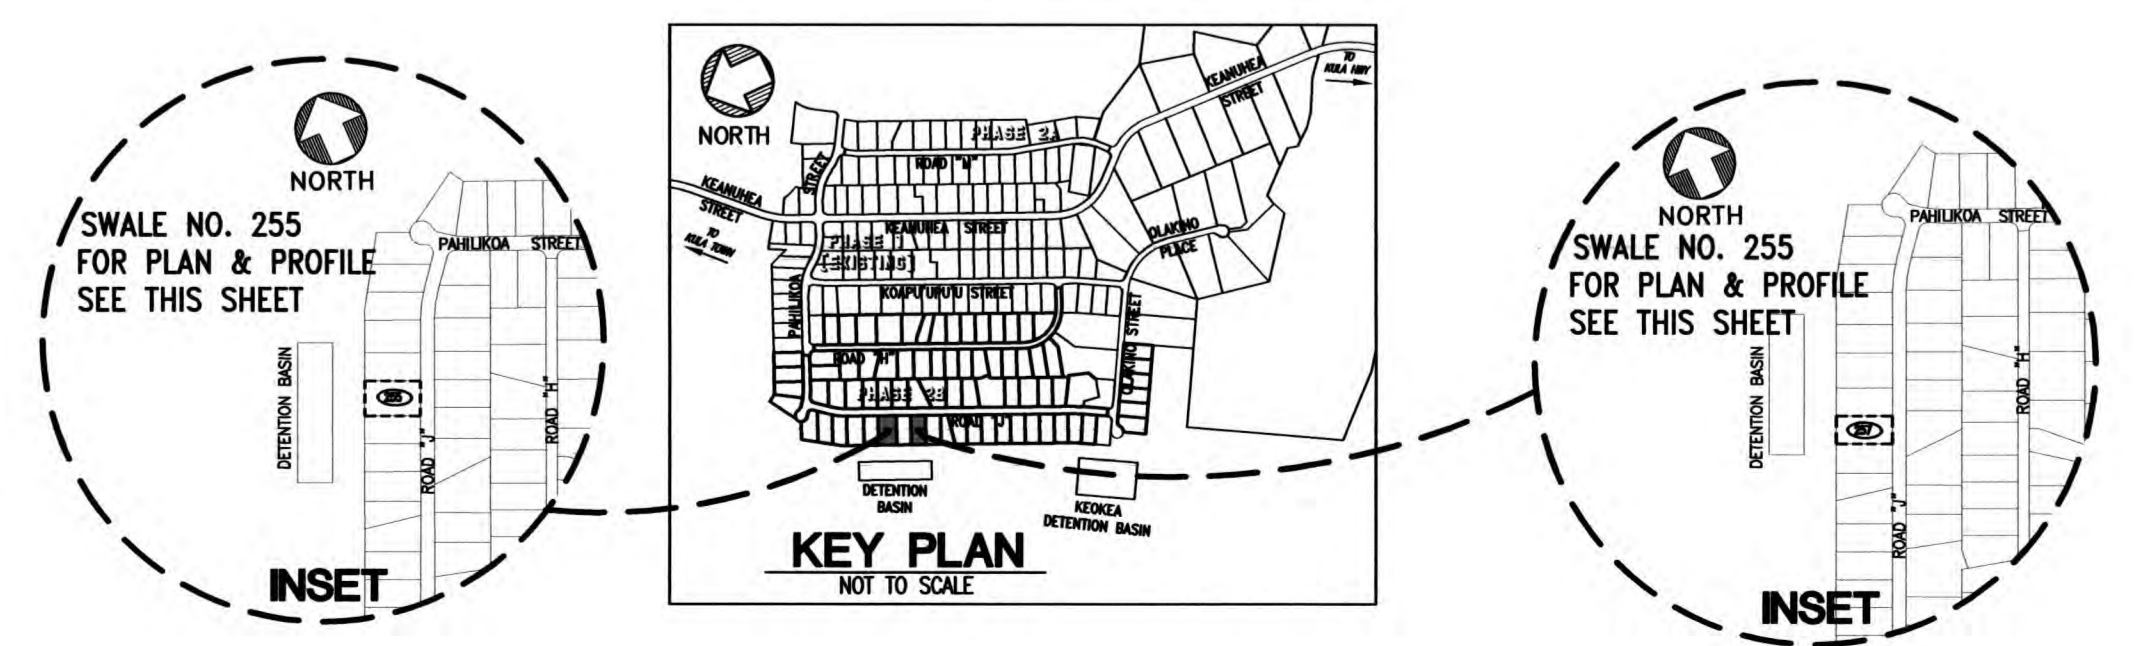 NORTH
SWALE NO. 255
FOR PLAN & PROFILE
SEE THIS SHEET
PAHILIKOA STREET
DETENTION BASIN
255
ROAD "J"
ROAD "H"
INSET
NORTH
KEANUHEA
STREET
TO
KULA HWY
PHASE 2A
ROAD "N"
STREET
KEANUHEA
STREET
TO
KULA TOWN
KEANUHEA STREET
PHASE 1
[EXISTING]
OLAKINO
PLACE
KOAPU'UPU'U STREET
PAHILIKOA
OLAKINO STREET
ROAD "H"
PHASE 2B
ROAD "J"
DETENTION
BASIN
KEOKEA
DETENTION BASIN
KEY PLAN
NOT TO SCALE
NORTH
SWALE NO. 255
FOR PLAN & PROFILE
SEE THIS SHEET
PAHILIKOA STREET
DETENTION BASIN
257
ROAD "J"
ROAD "H"
INSET